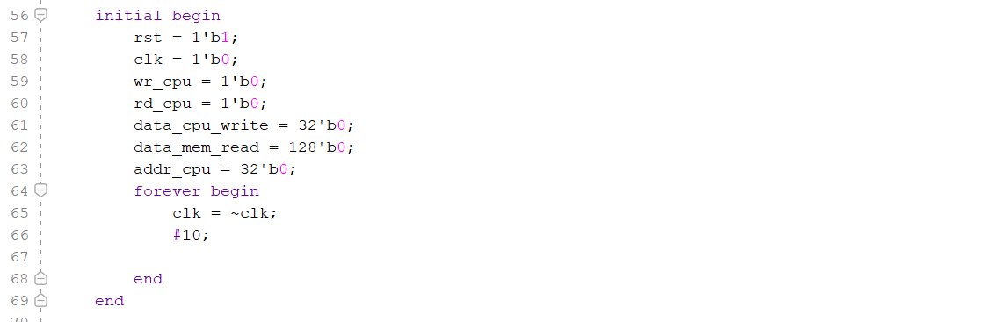 56 initial begin
57 rst = 1'b1;
58 clk = 1'b0;
59 wr_cpu = 1'b0;
60 rd_cpu = 1'b0;
61 data_cpu_write = 32'b0;
62 data_mem_read = 128'b0;
63 addr_cpu = 32'b0;
64 forever begin
65 clk = ~clk;
66 #10;
67
68 end
69 end
70